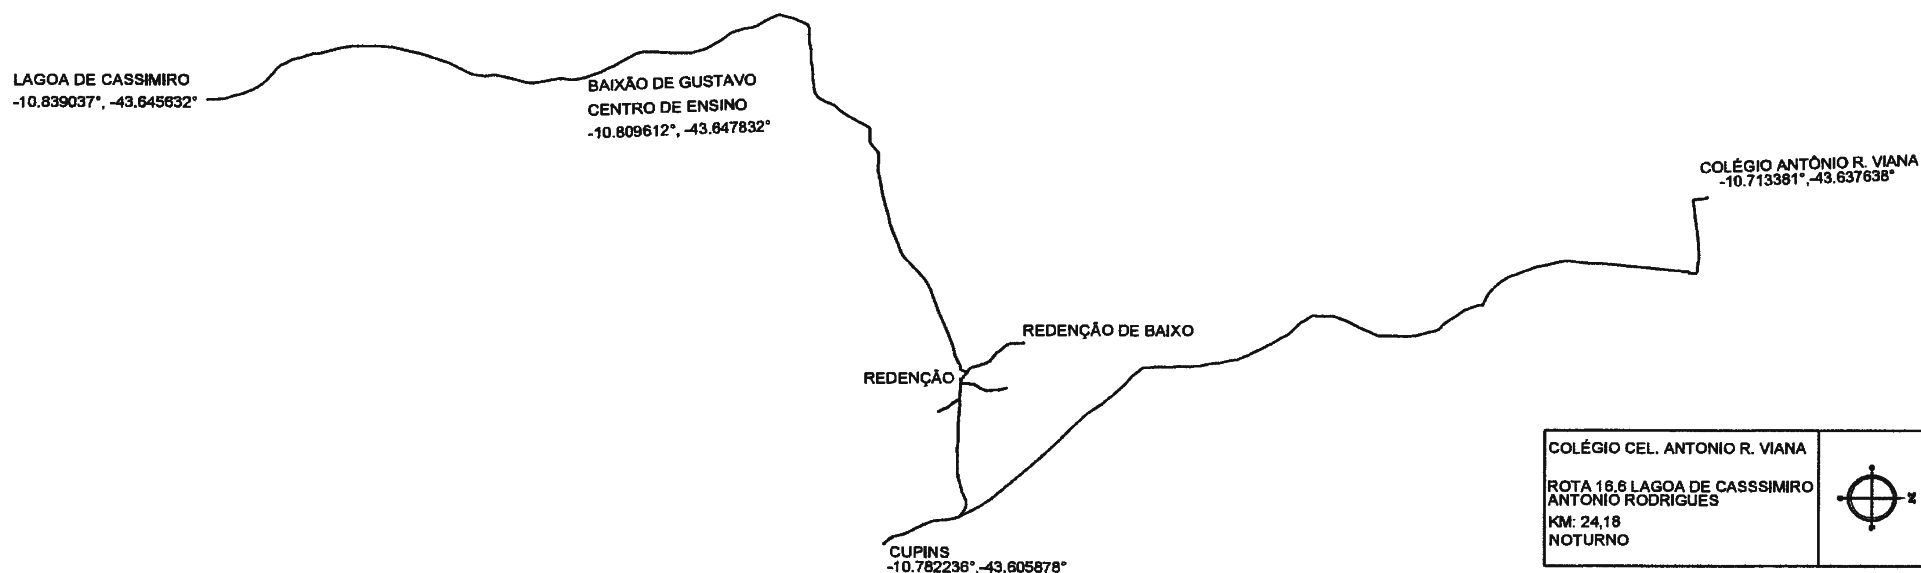 LAGOA DE CASSIMIRO
-10.839037°, -43.645632°
BAIXÃO DE GUSTAVO
CENTRO DE ENSINO
-10.809612°, -43.647832°
COLÉGIO ANTÔNIO R. VIANA
-10.713381°,-43.637638°
REDENÇÃO DE BAIXO
REDENÇÃO
CUPINS
-10.782236°,-43.605878°
COLÉGIO CEL. ANTONIO R. VIANA
ROTA 16,6 LAGOA DE CASSSIMIRO
ANTONIO RODRIGUES
KM: 24,18
NOTURNO
N